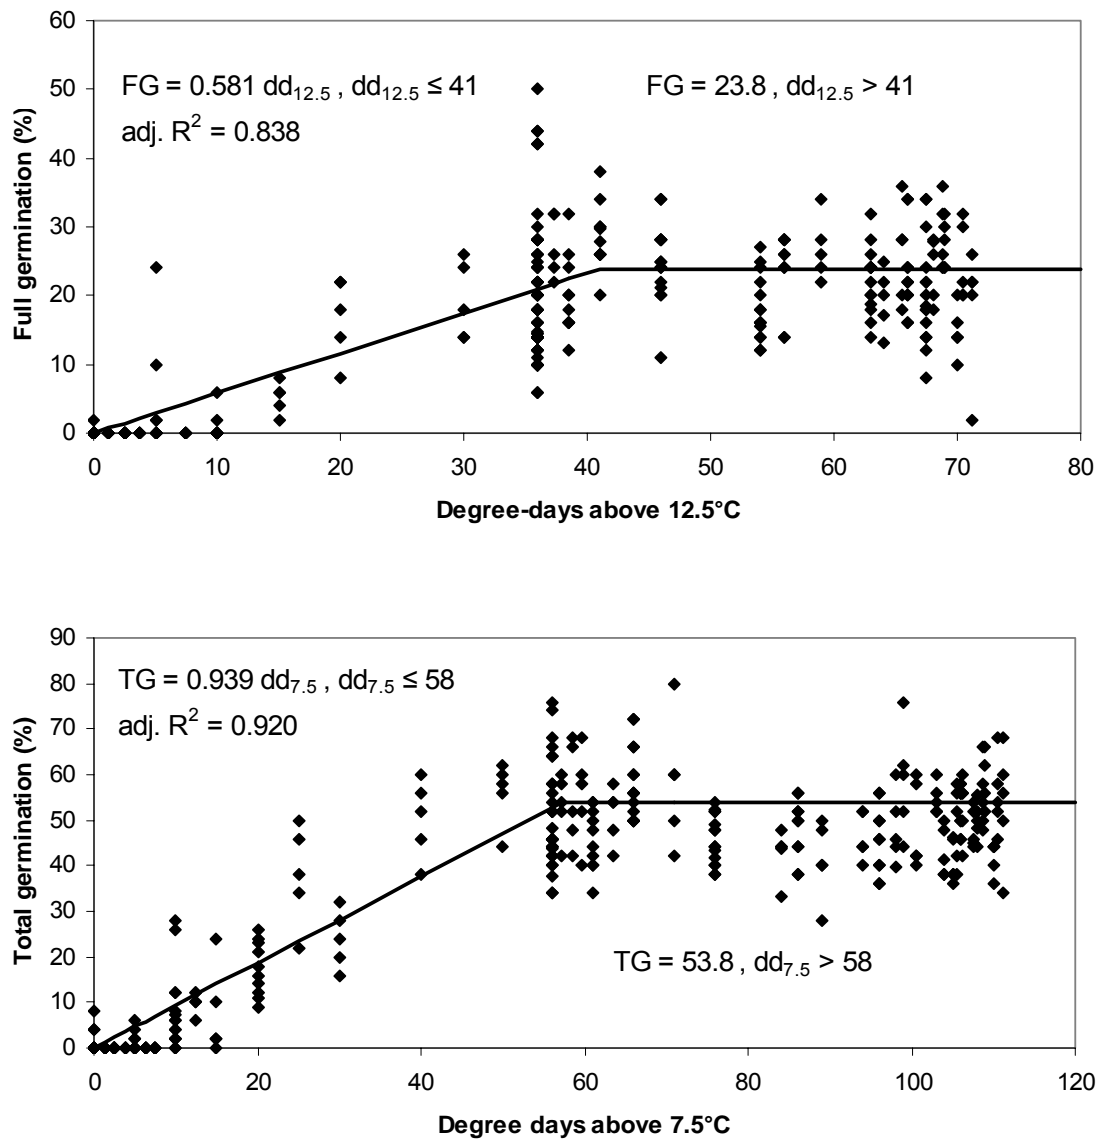 60
50
40
30
20
10
0
Full germination (%)
FG = 0.581 dd12.5 , dd12.5 ≤ 41
adj. R2 = 0.838
FG = 23.8 , dd12.5 > 41
0 10 20 30 40 50 60 70 80
Degree-days above 12.5°C
90
80
70
60
50
40
30
20
10
0
Total germination (%)
TG = 0.939 dd7.5 , dd7.5 ≤ 58
adj. R2 = 0.920
TG = 53.8 , dd7.5 > 58
0 20 40 60 80 100 120
Degree days above 7.5°C